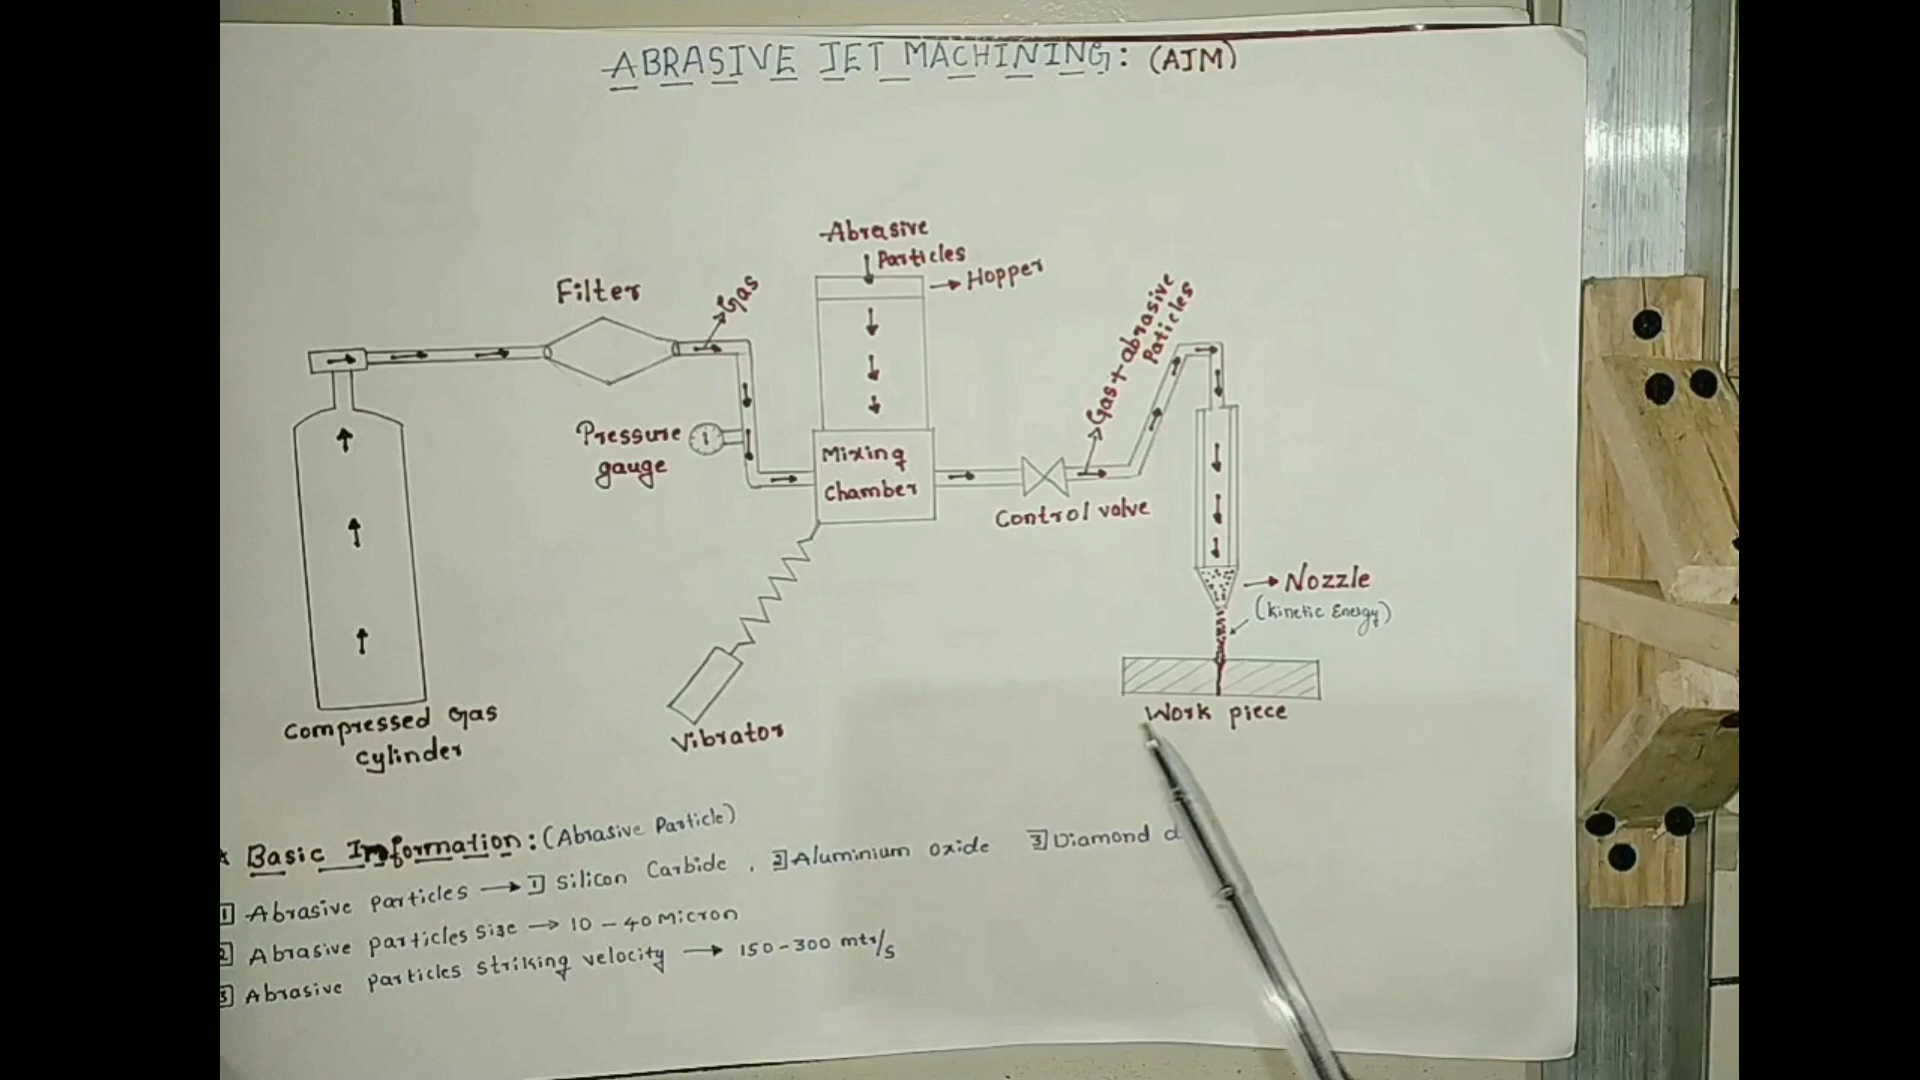 ABRASIVE JET MACHINING: (AJM)
Abrasive
Particles
Hopper
Filter
Gas
Gas + abrasive
Paticles
Pressure
gauge
Mixing
chamber
Control valve
Nozzle
(kinetic Energy)
Work piece
Vibrator
Compressed Gas
cylinder
Basic Information: (Abrasive Particle)
1 Abrasive particles → 1 Silicon Carbide , 2 Aluminium oxide 3 Diamond d
2 Abrasive particles size → 10 - 40 Micron
3 Abrasive particles striking velocity → 150-300 mtr/s